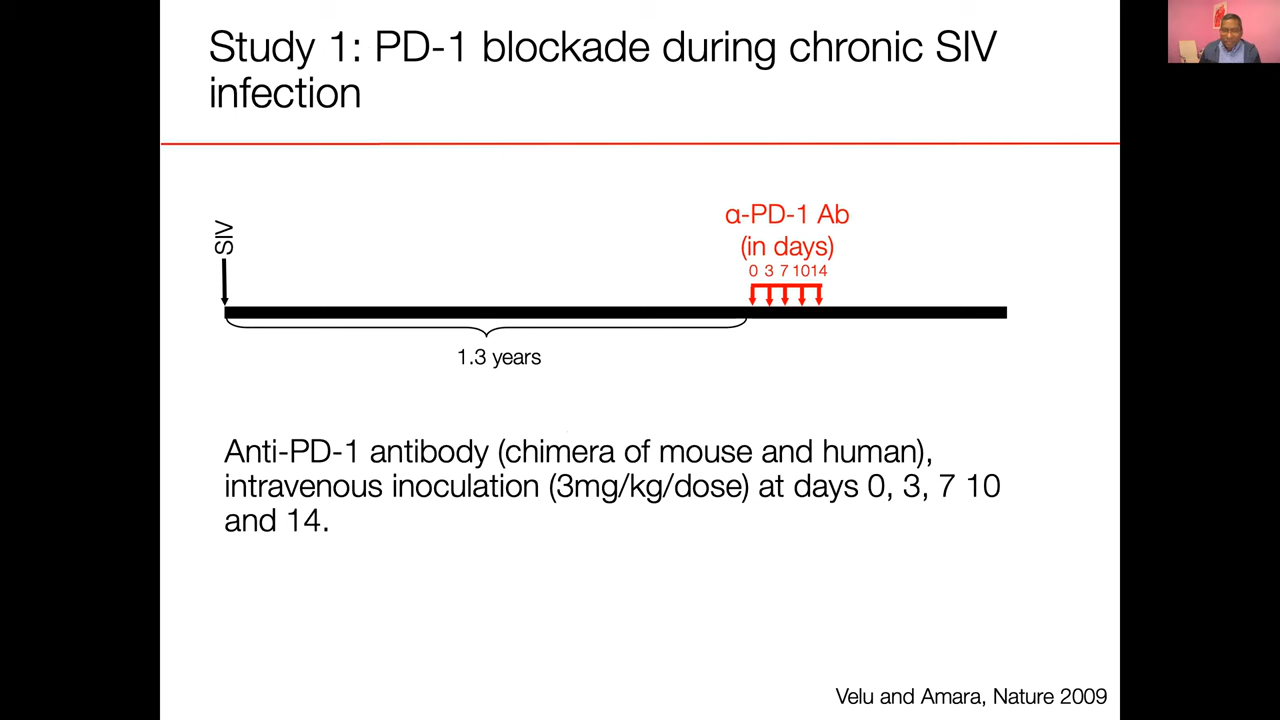 Study 1: PD-1 blockade during chronic SIV
infection
SIV
α-PD-1 Ab
(in days)
0 3 7 10 14
1.3 years
Anti-PD-1 antibody (chimera of mouse and human),
intravenous inoculation (3mg/kg/dose) at days 0, 3, 7 10
and 14.
Velu and Amara, Nature 2009